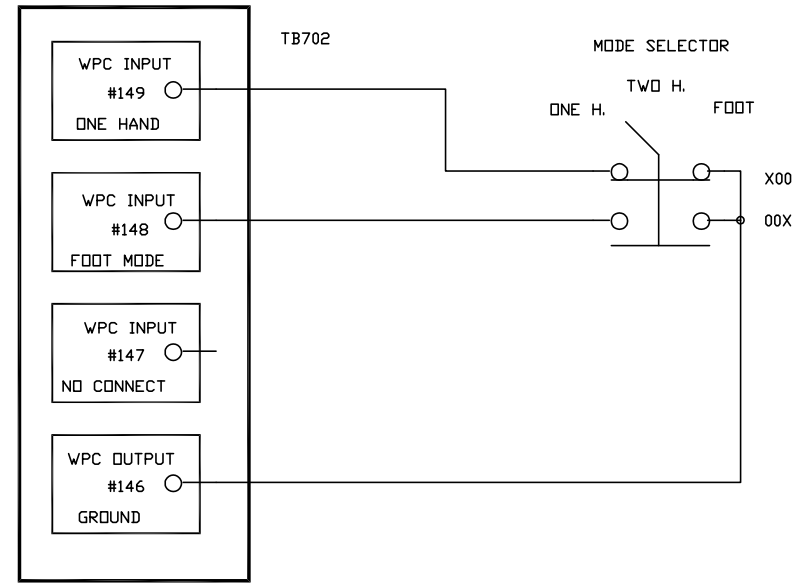 TB702
WPC INPUT
#149
ONE HAND
WPC INPUT
#148
FOOT MODE
WPC INPUT
#147
NO CONNECT
WPC OUTPUT
#146
GROUND
MODE SELECTOR
TWO H.
ONE H.
FOOT
X00
00X